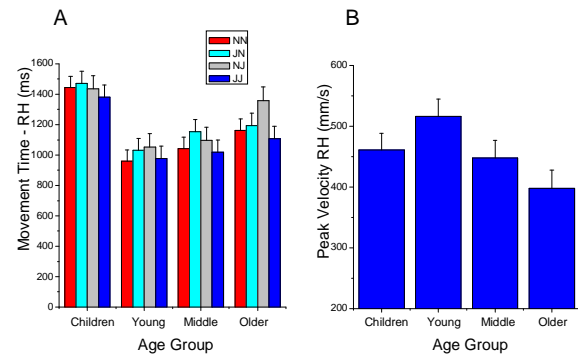 A
NN
JN
NJ
JJ
Movement Time - RH (ms)
1600
1400
1200
1000
800
600
400
200
0
Children Young Middle Older
Age Group
B
Peak Velocity RH (mm/s)
600
500
400
300
200
Children Young Middle Older
Age Group